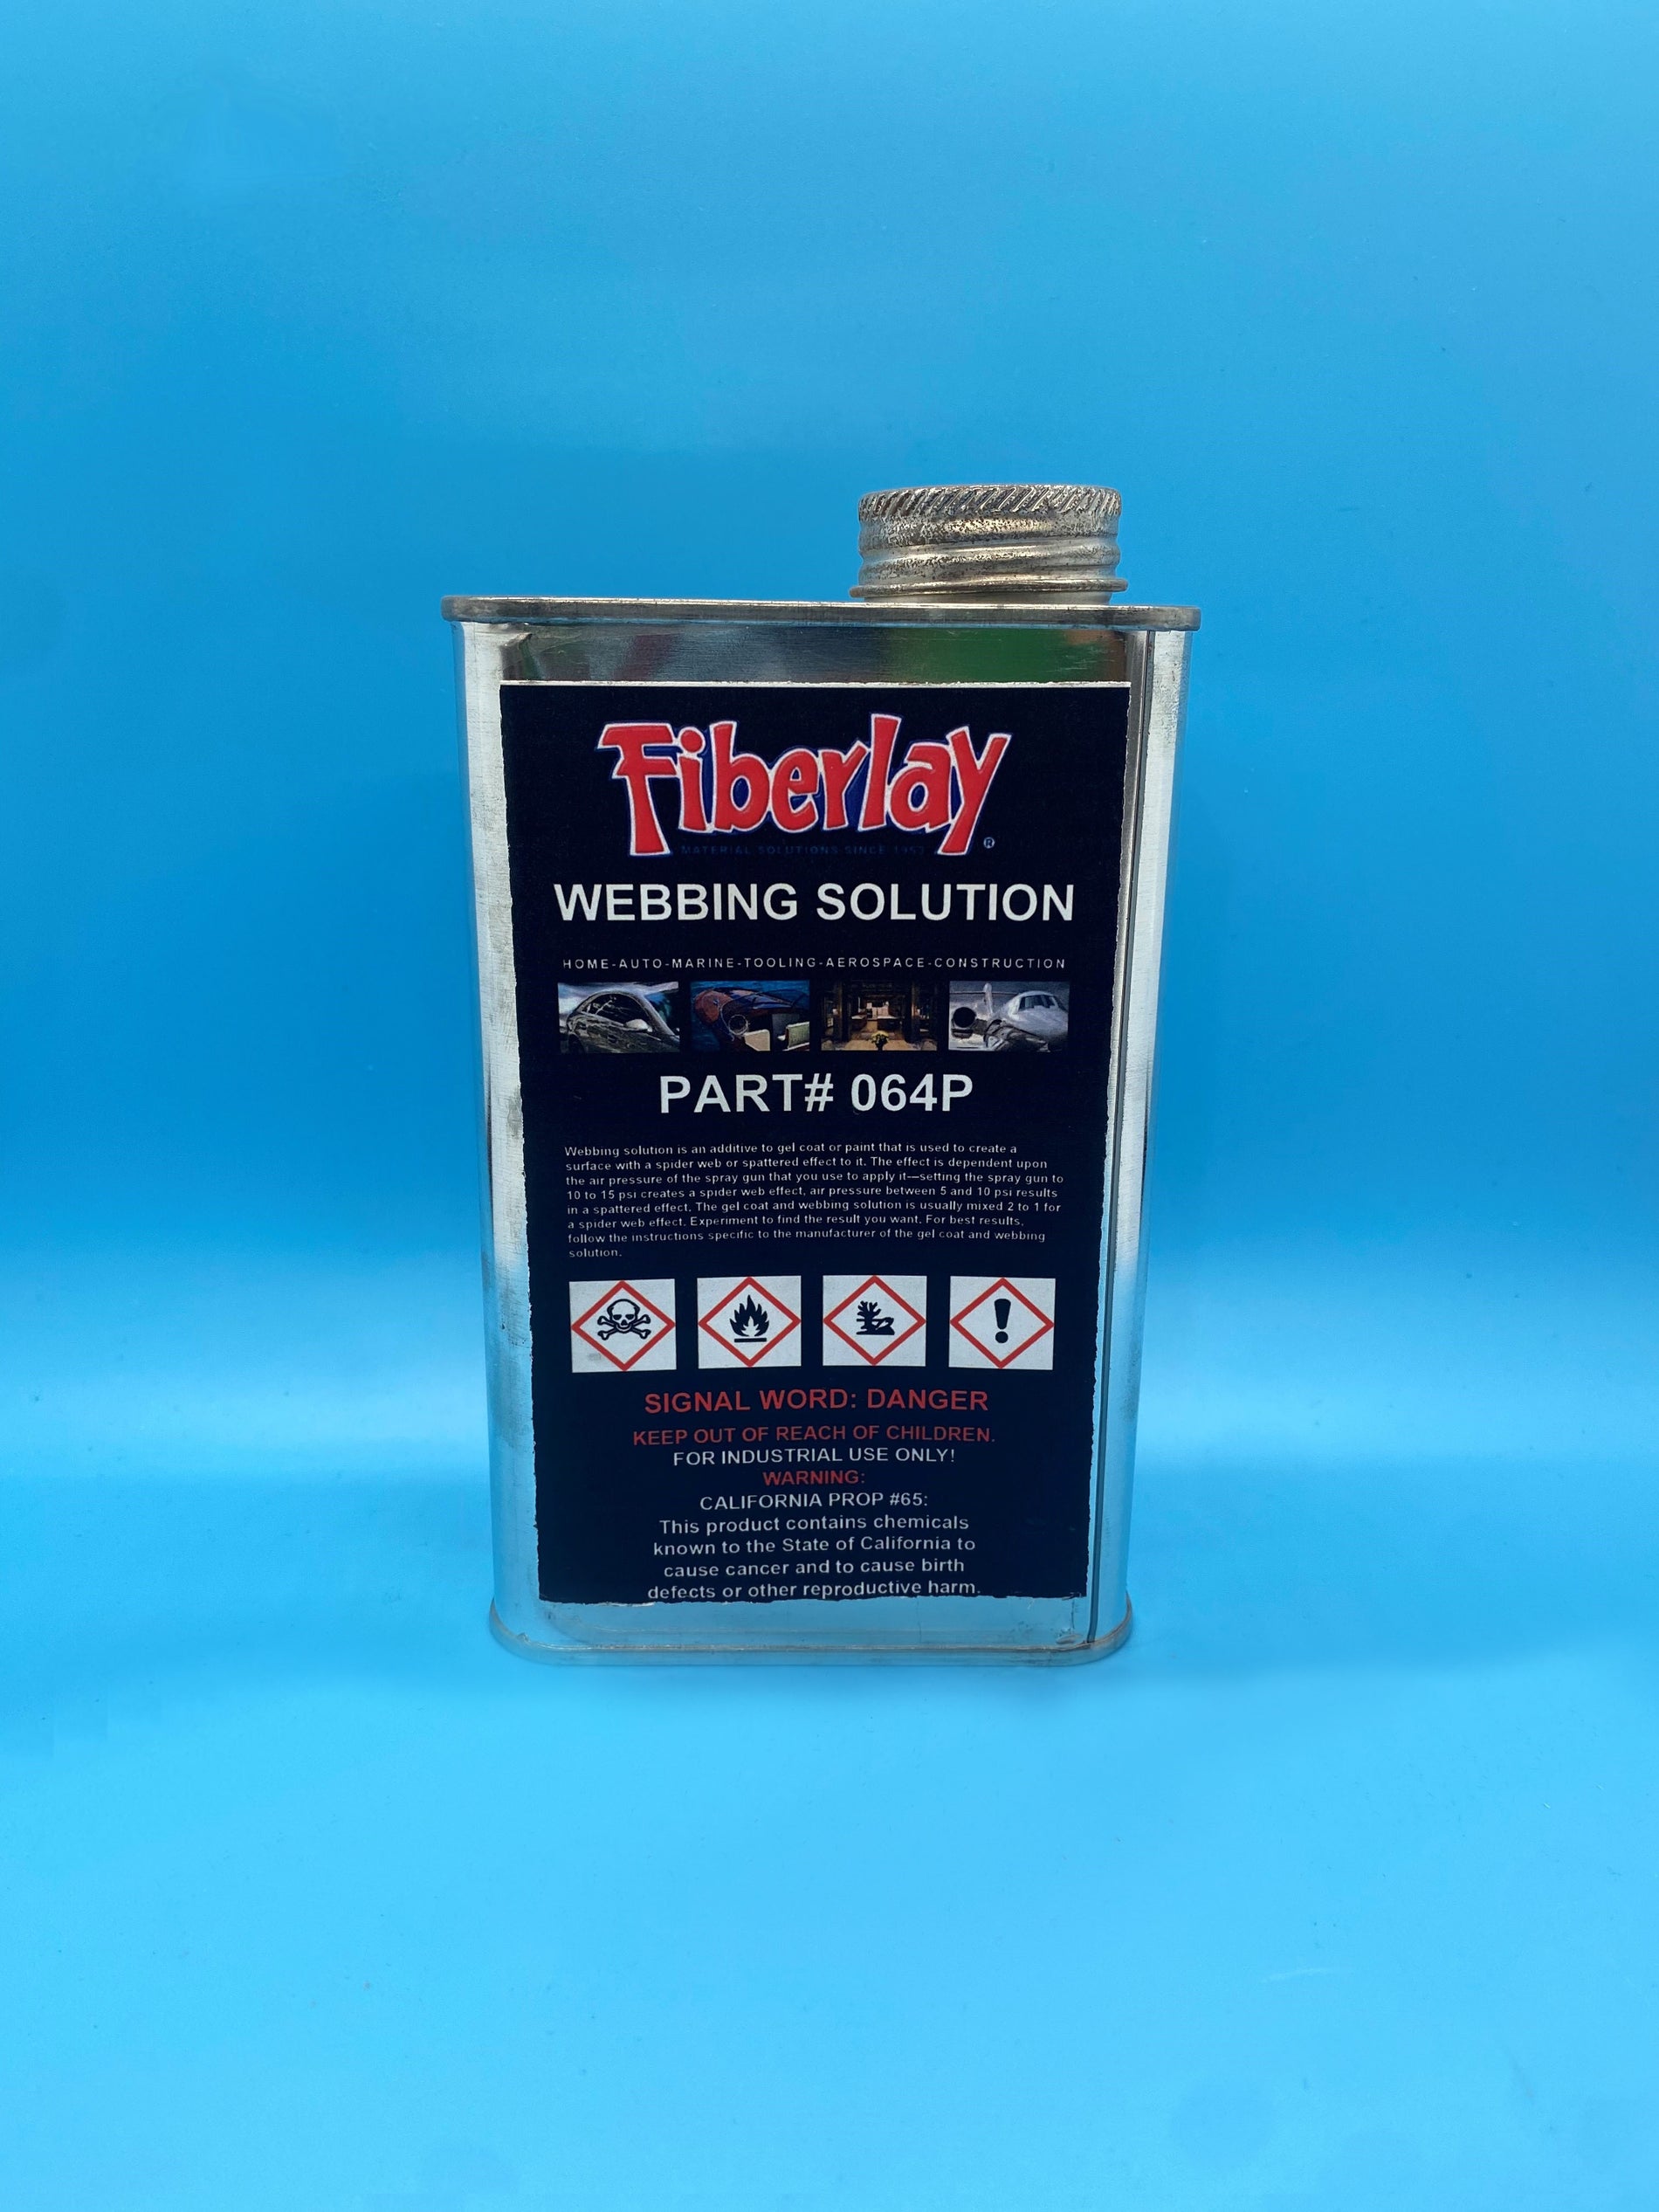 Fiberlay
®
MATERIAL SOLUTIONS SINCE 1953
WEBBING SOLUTION
HOME-AUTO-MARINE-TOOLING-AEROSPACE-CONSTRUCTION
PART# 064P
Webbing solution is an additive to gel coat or paint that is used to create a
surface with a spider web or spattered effect to it. The effect is dependent upon
the air pressure of the spray gun that you use to apply it—setting the spray gun to
10 to 15 psi creates a spider web effect, air pressure between 5 and 10 psi results
in a spattered effect. The gel coat and webbing solution is usually mixed 2 to 1 for
a spider web effect. Experiment to find the result you want. For best results,
follow the instructions specific to the manufacturer of the gel coat and webbing
solution.
SIGNAL WORD: DANGER
KEEP OUT OF REACH OF CHILDREN.
FOR INDUSTRIAL USE ONLY!
WARNING:
CALIFORNIA PROP #65:
This product contains chemicals
known to the State of California to
cause cancer and to cause birth
defects or other reproductive harm.